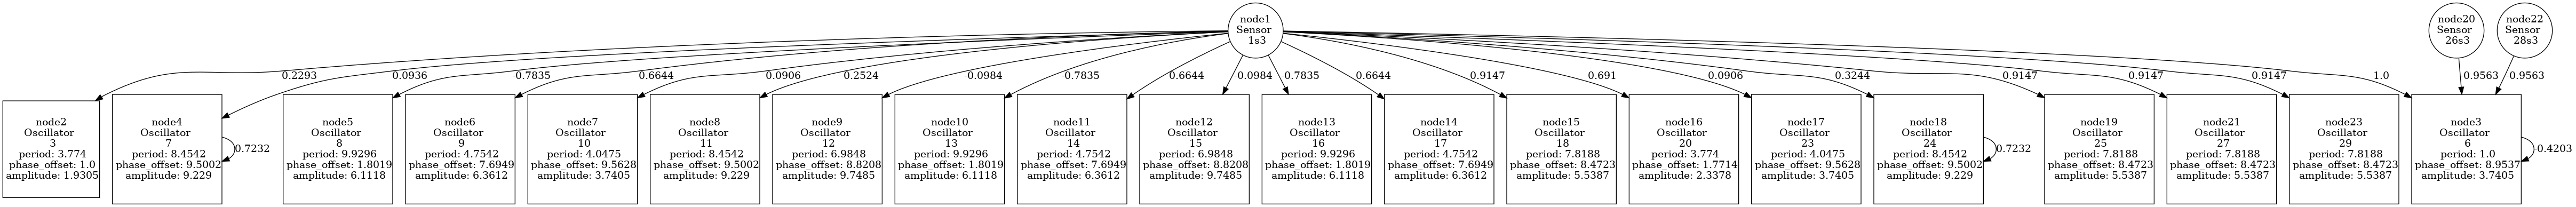 node1
Sensor
1s3
node20
Sensor
26s3
node22
Sensor
28s3
0.2293
0.0936
-0.7835
0.6644
0.0906
0.2524
-0.0984
-0.7835
0.6644
-0.0984
-0.7835
0.6644
0.9147
0.691
0.0906
0.3244
0.9147
0.9147
0.9147
1.0
-0.9563
-0.9563
node2
Oscillator
3
period: 3.774
phase_offset: 1.0
amplitude: 1.9305
node4
Oscillator
7
period: 8.4542
phase_offset: 9.5002
amplitude: 9.229
0.7232
node5
Oscillator
8
period: 9.9296
phase_offset: 1.8019
amplitude: 6.1118
node6
Oscillator
9
period: 4.7542
phase_offset: 7.6949
amplitude: 6.3612
node7
Oscillator
10
period: 4.0475
phase_offset: 9.5628
amplitude: 3.7405
node8
Oscillator
11
period: 8.4542
phase_offset: 9.5002
amplitude: 9.229
node9
Oscillator
12
period: 6.9848
phase_offset: 8.8208
amplitude: 9.7485
node10
Oscillator
13
period: 9.9296
phase_offset: 1.8019
amplitude: 6.1118
node11
Oscillator
14
period: 4.7542
phase_offset: 7.6949
amplitude: 6.3612
node12
Oscillator
15
period: 6.9848
phase_offset: 8.8208
amplitude: 9.7485
node13
Oscillator
16
period: 9.9296
phase_offset: 1.8019
amplitude: 6.1118
node14
Oscillator
17
period: 4.7542
phase_offset: 7.6949
amplitude: 6.3612
node15
Oscillator
18
period: 7.8188
phase_offset: 8.4723
amplitude: 5.5387
node16
Oscillator
20
period: 3.774
phase_offset: 1.7714
amplitude: 2.3378
node17
Oscillator
23
period: 4.0475
phase_offset: 9.5628
amplitude: 3.7405
node18
Oscillator
24
period: 8.4542
phase_offset: 9.5002
amplitude: 9.229
0.7232
node19
Oscillator
25
period: 7.8188
phase_offset: 8.4723
amplitude: 5.5387
node21
Oscillator
27
period: 7.8188
phase_offset: 8.4723
amplitude: 5.5387
node23
Oscillator
29
period: 7.8188
phase_offset: 8.4723
amplitude: 5.5387
node3
Oscillator
6
period: 1.0
phase_offset: 8.9537
amplitude: 3.7405
-0.4203